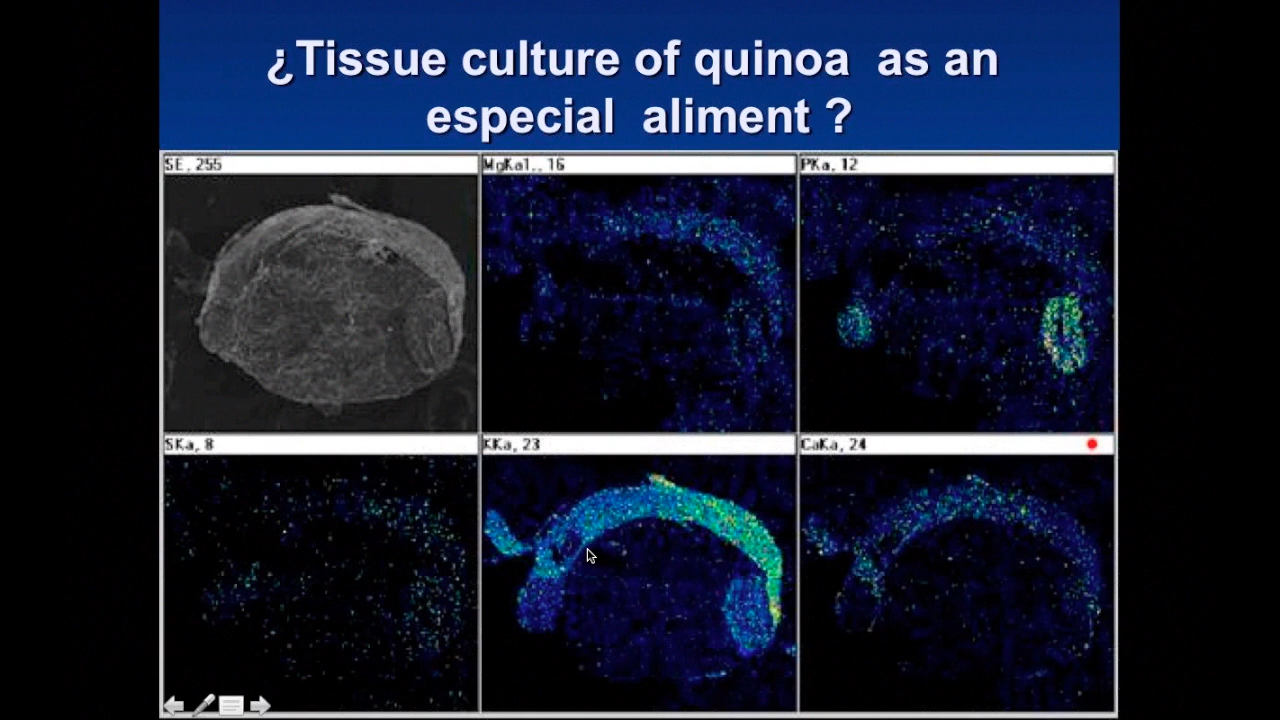 ¿Tissue culture of quinoa as an
especial aliment ?
SE, 255
MgKa1,, 16
PKa, 12
SKa, 8
KKa, 23
CaKa, 24